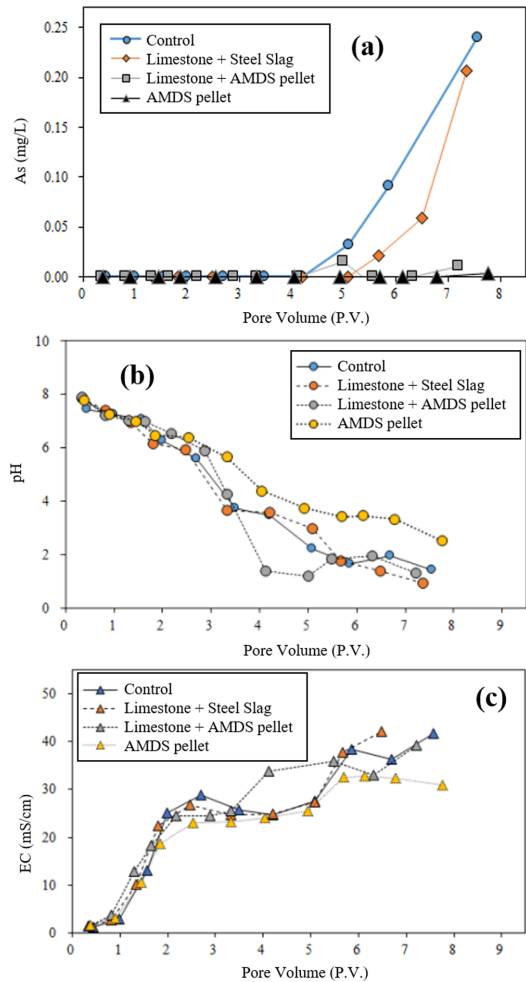 (a)
Control
Limestone + Steel Slag
Limestone + AMDS pellet
AMDS pellet
As (mg/L)
0.25
0.20
0.15
0.10
0.05
0.00
0 1 2 3 4 5 6 7 8
Pore Volume (P.V.)
(b)
Control
Limestone + Steel Slag
Limestone + AMDS pellet
AMDS pellet
pH
10
8
6
4
2
0
0 1 2 3 4 5 6 7 8 9
Pore Volume (P.V.)
(c)
Control
Limestone + Steel Slag
Limestone + AMDS pellet
AMDS pellet
EC (mS/cm)
50
40
30
20
10
0
0 1 2 3 4 5 6 7 8 9
Pore Volume (P.V.)